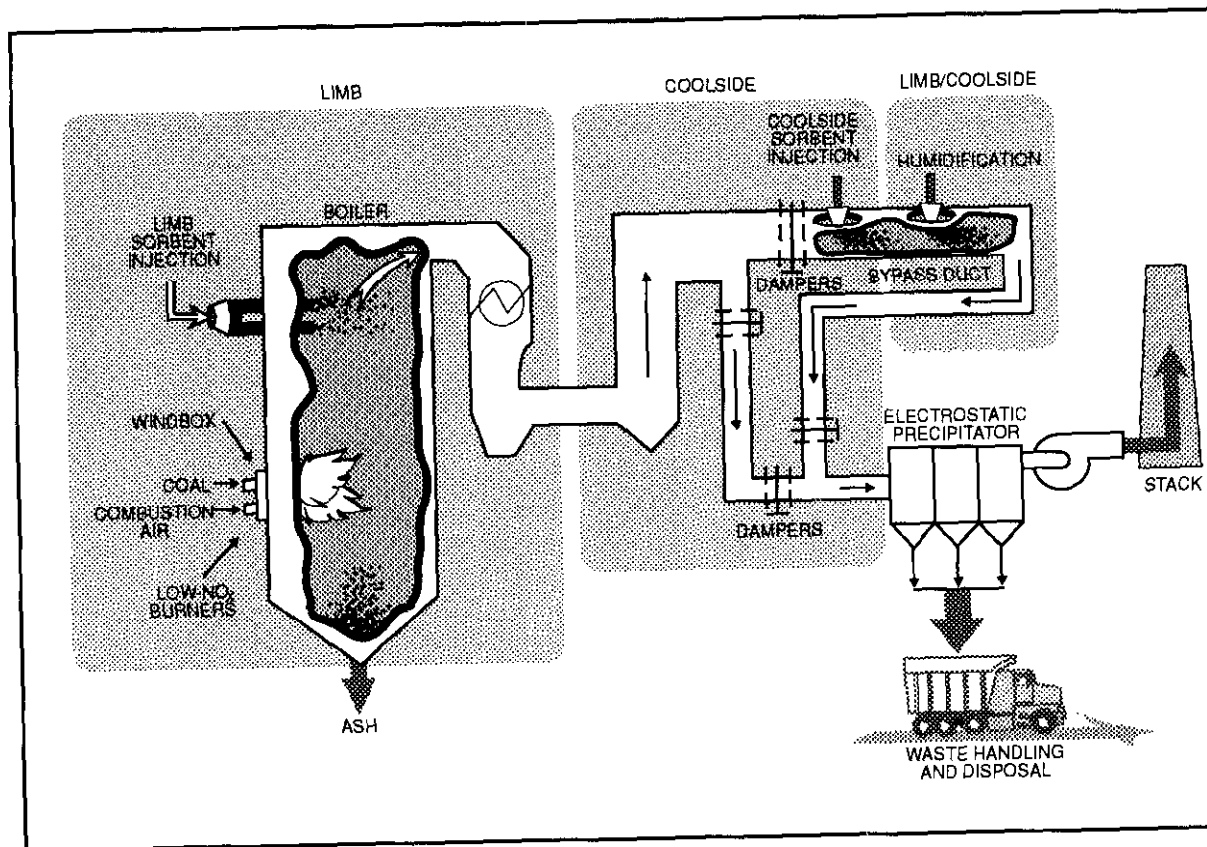 LIMB
COOLSIDE
LIMB/COOLSIDE
COOLSIDE
SORBENT
INJECTION
HUMIDIFICATION
BOILER
LIMB
SORBENT
INJECTION
DAMPERS
BYPASS DUCT
WINDBOX
COAL
COMBUSTION
AIR
LOW-NOx
BURNERS
ELECTROSTATIC
PRECIPITATOR
STACK
DAMPERS
ASH
WASTE HANDLING
AND DISPOSAL